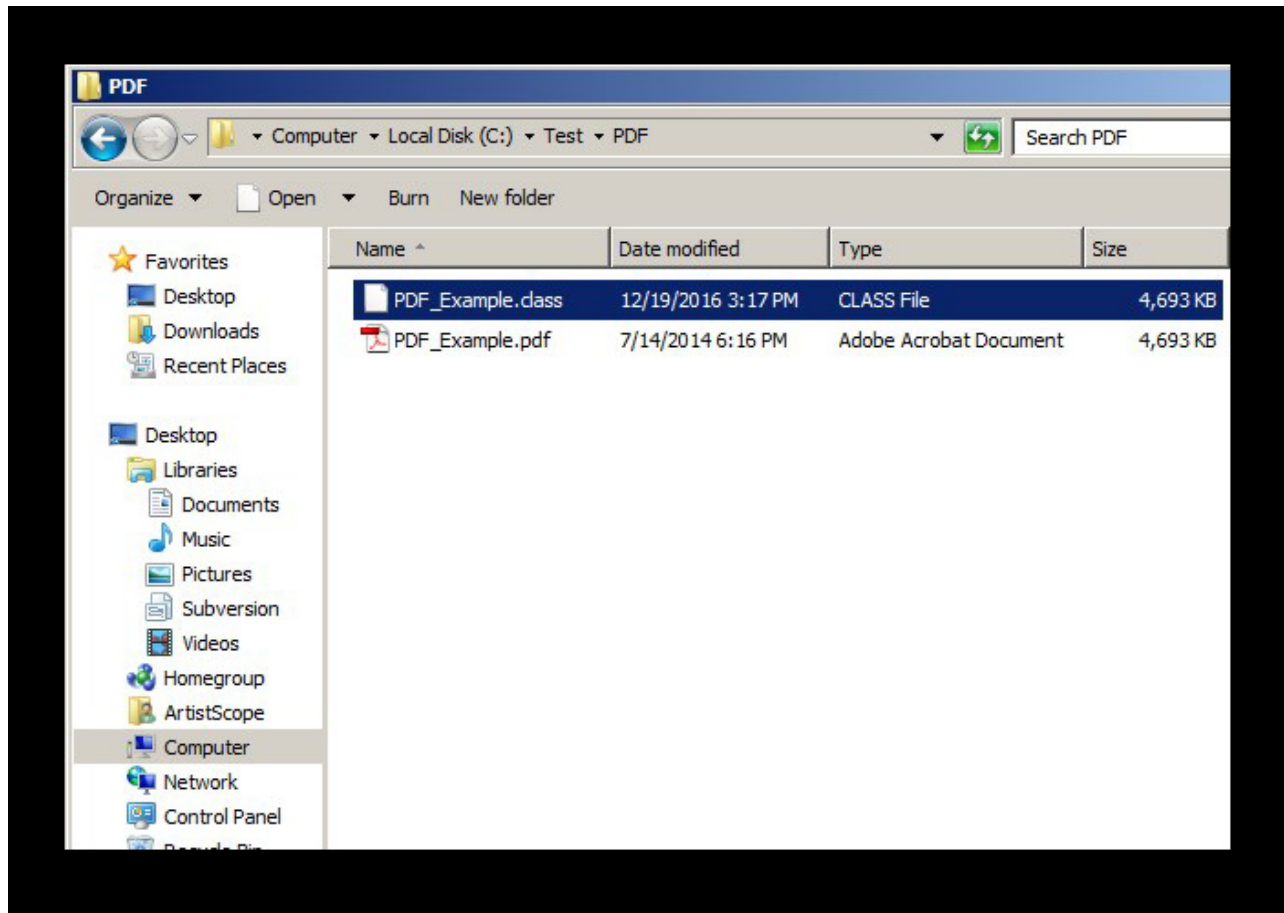 PDF
Computer Local Disk (C:) Test PDF Search PDF
Organize Open Burn New folder
Name Date modified Type Size
PDF_Example.class 12/19/2016 3:17 PM CLASS File 4,693 KB
PDF_Example.pdf 7/14/2014 6:16 PM Adobe Acrobat Document 4,693 KB
Favorites
Desktop
Downloads
Recent Places
Desktop
Libraries
Documents
Music
Pictures
Subversion
Videos
Homegroup
ArtistScope
Computer
Network
Control Panel